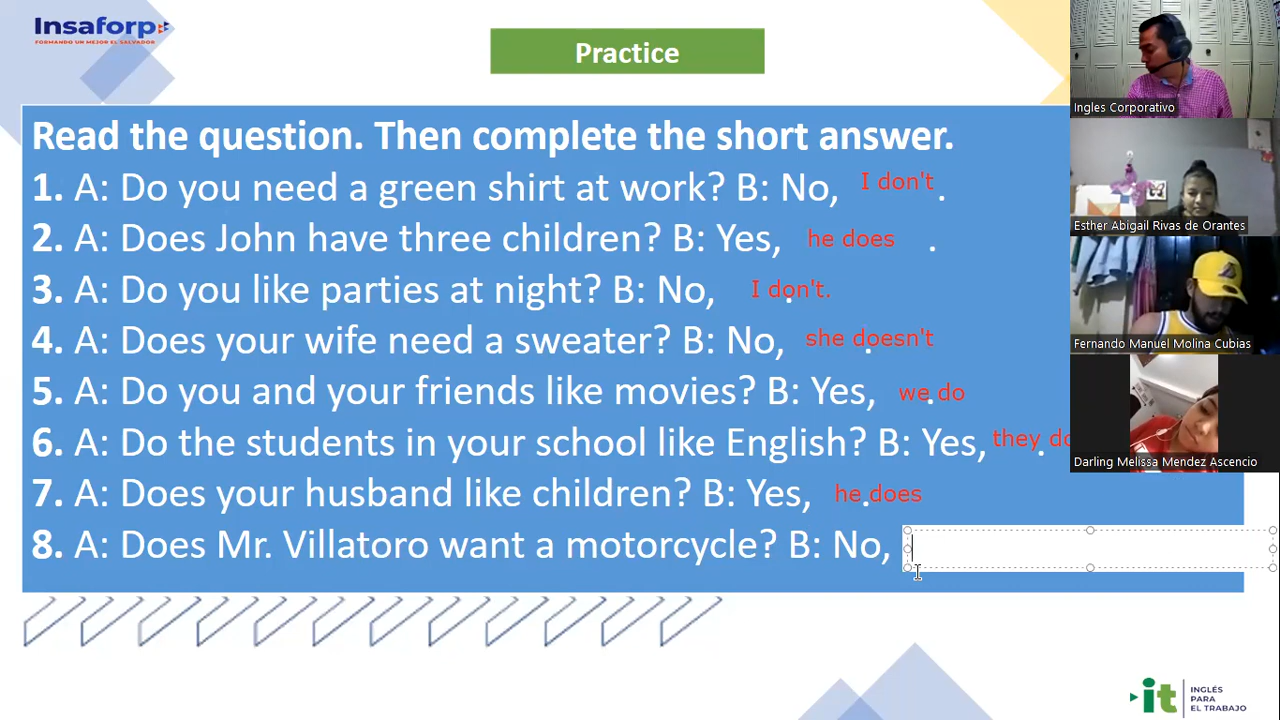 Insaforp
FORMANDO UN MEJOR EL SALVADOR
Practice
Read the question. Then complete the short answer.
1. A: Do you need a green shirt at work? B: No, I don't.
2. A: Does John have three children? B: Yes, he does .
3. A: Do you like parties at night? B: No, I don't.
4. A: Does your wife need a sweater? B: No, she doesn't.
5. A: Do you and your friends like movies? B: Yes, we do.
6. A: Do the students in your school like English? B: Yes, they do.
7. A: Does your husband like children? B: Yes, he does.
8. A: Does Mr. Villatoro want a motorcycle? B: No,
Ingles Corporativo
Esther Abigail Rivas de Orantes
Fernando Manuel Molina Cubias
Darling Melissa Mendez Ascencio
it
INGLÉS
PARA
EL TRABAJO